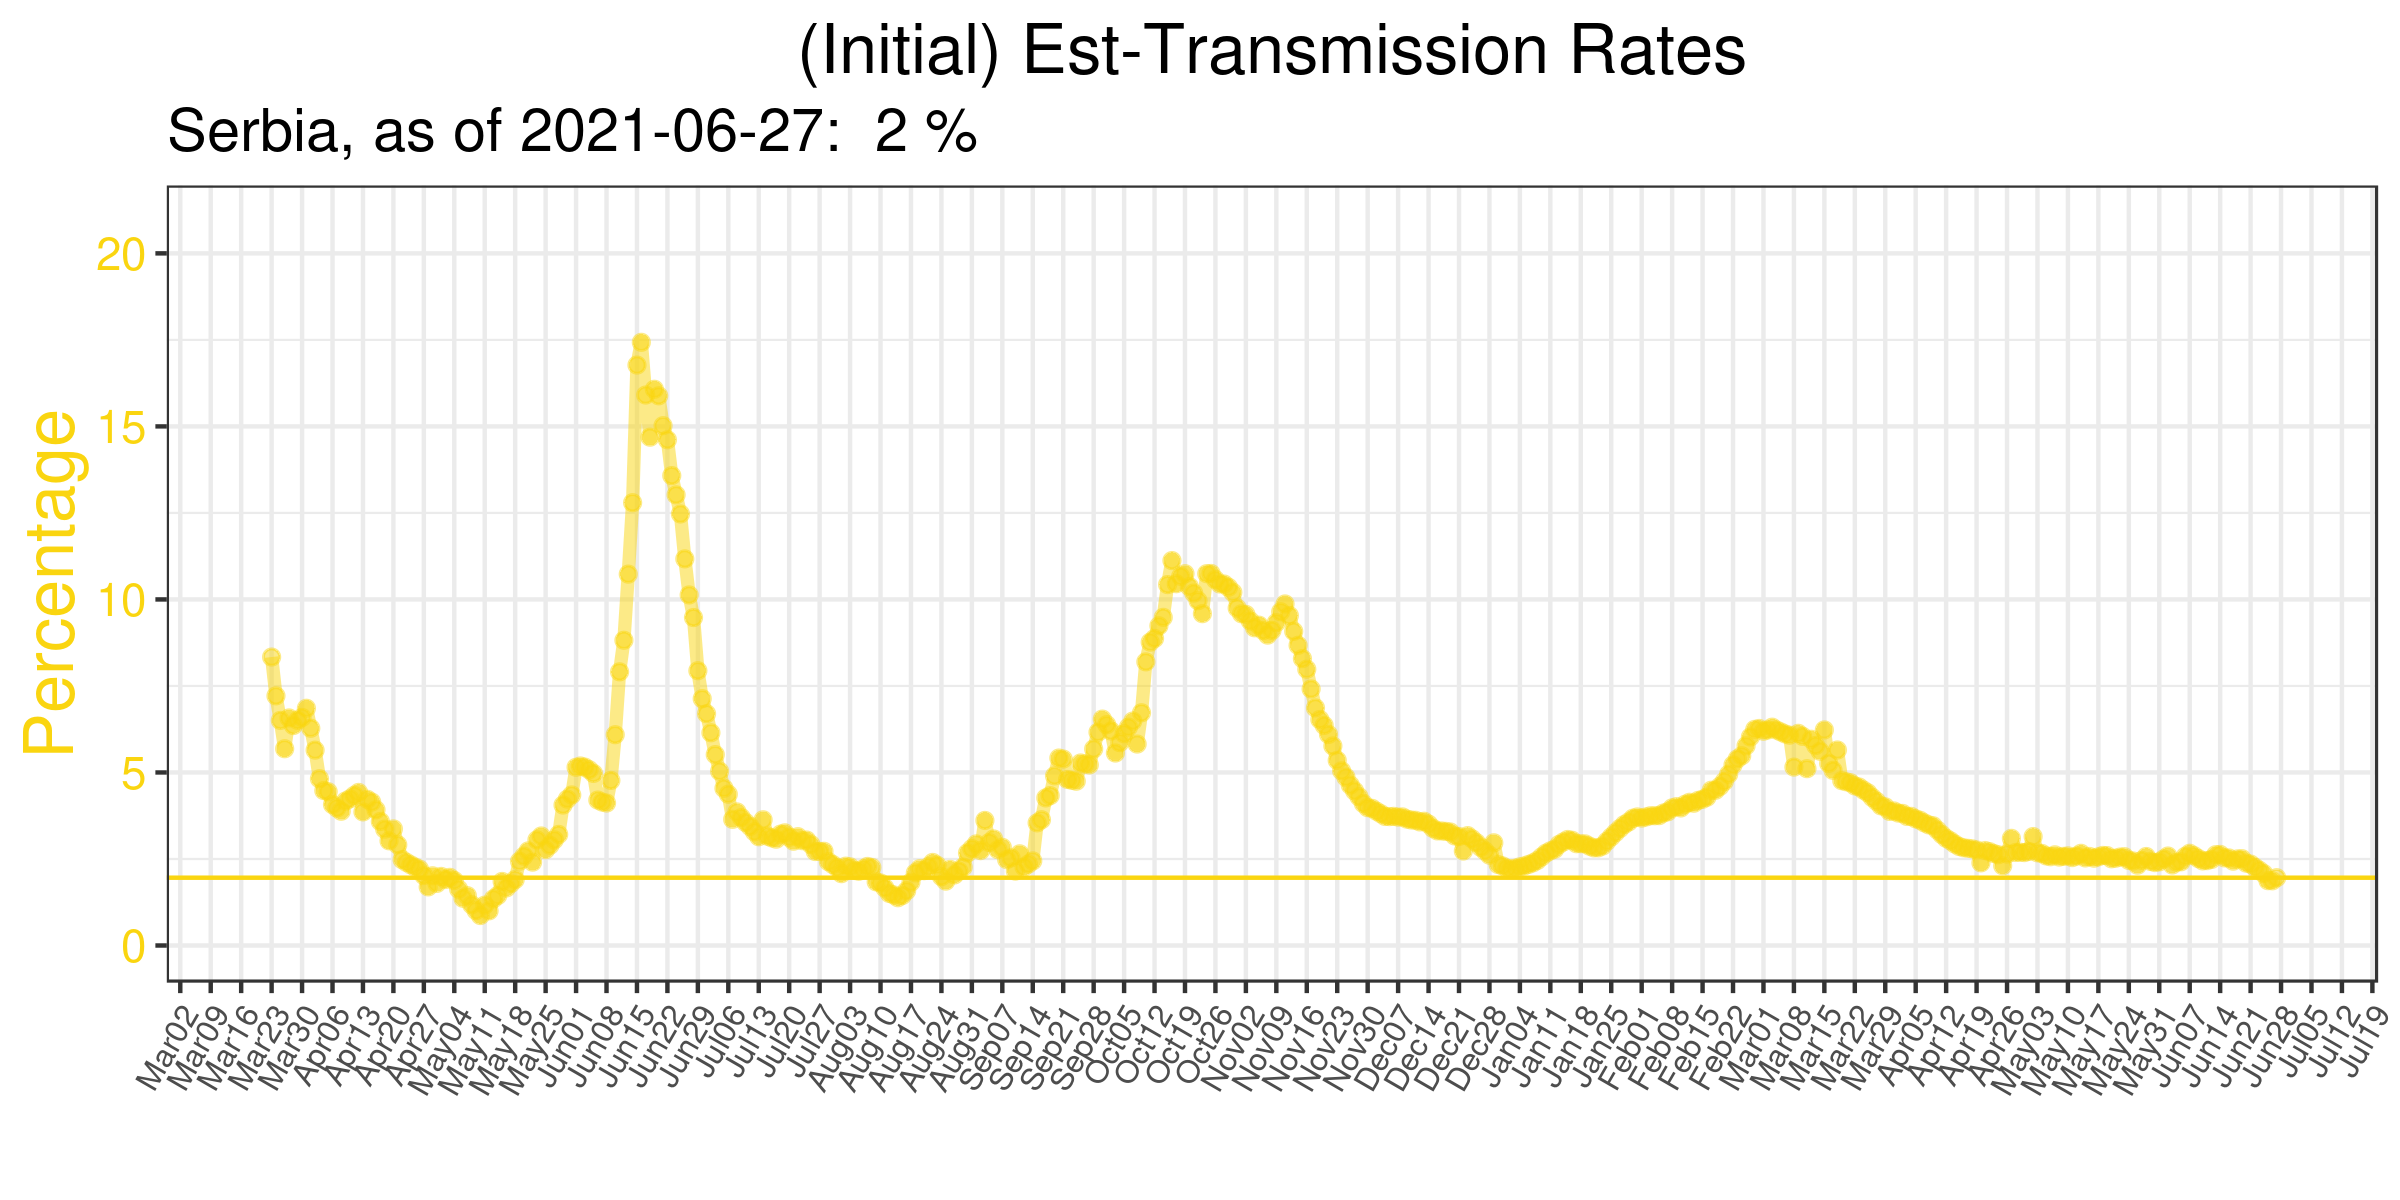 (Initial) Est-Transmission Rates
Serbia, as of 2021-06-27:  2 %
Percentage
20
15
10
5
0
Mar02
Mar09
Mar16
Mar23
Mar30
Apr06
Apr13
Apr20
Apr27
May04
May11
May18
May25
Jun01
Jun08
Jun15
Jun22
Jun29
Jul06
Jul13
Jul20
Jul27
Aug03
Aug10
Aug17
Aug24
Aug31
Sep07
Sep14
Sep21
Sep28
Oct05
Oct12
Oct19
Oct26
Nov02
Nov09
Nov16
Nov23
Nov30
Dec07
Dec14
Dec21
Dec28
Jan04
Jan11
Jan18
Jan25
Feb01
Feb08
Feb15
Feb22
Mar01
Mar08
Mar15
Mar22
Mar29
Apr05
Apr12
Apr19
Apr26
May03
May10
May17
May24
May31
Jun07
Jun14
Jun21
Jun28
Jul05
Jul12
Jul19